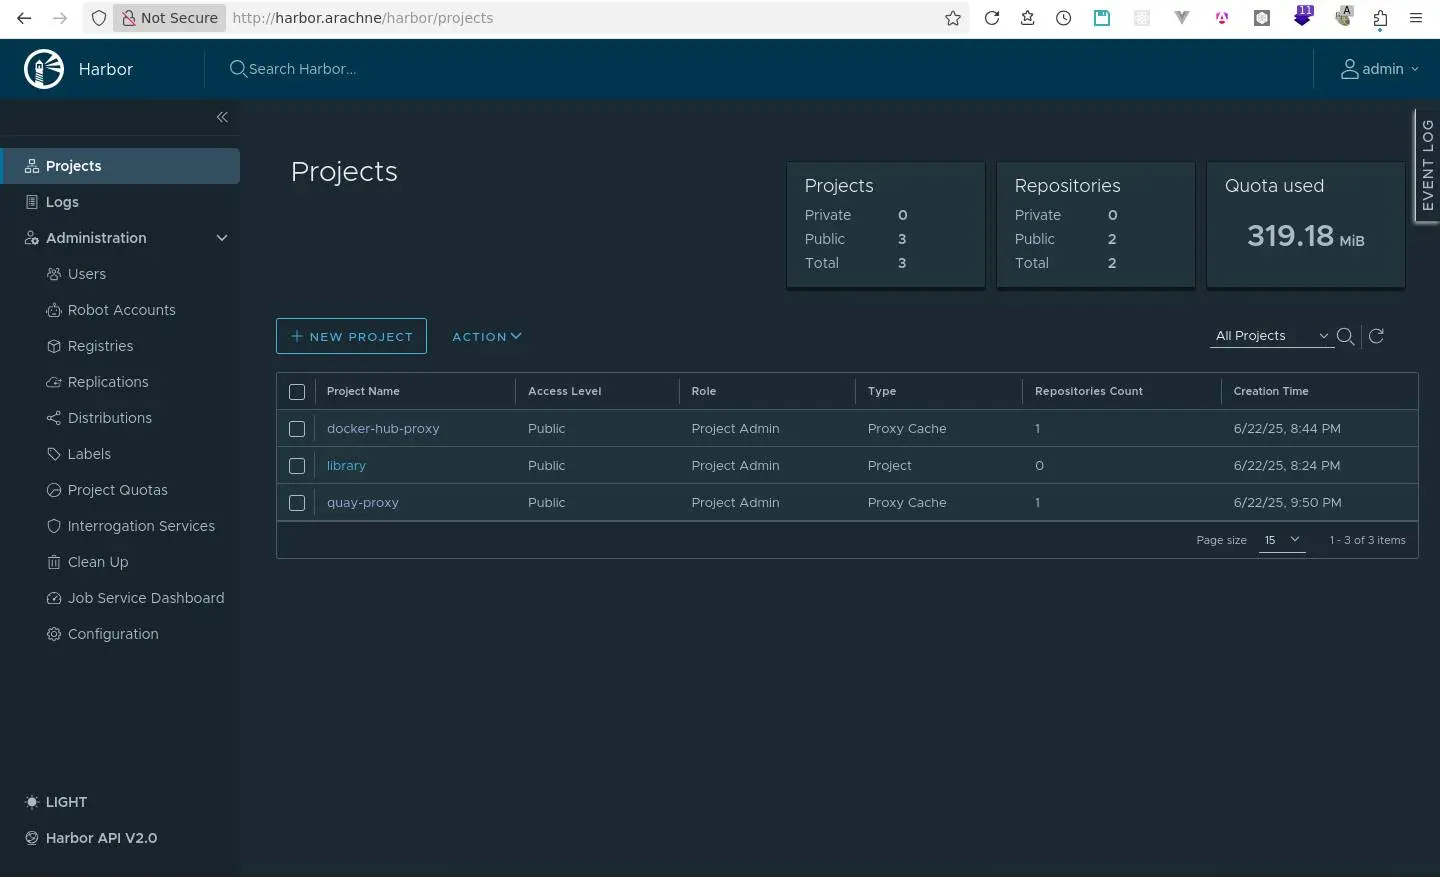 Not Secure http://harbor.arachne/harbor/projects 11 A
Harbor Search Harbor... admin
EVENT LOG
Projects
Logs
Administration
Users
Robot Accounts
Registries
Replications
Distributions
Labels
Project Quotas
Interrogation Services
Clean Up
Job Service Dashboard
Configuration
LIGHT
Harbor API V2.0
Projects
Projects
Private 0
Public 3
Total 3
Repositories
Private 0
Public 2
Total 2
Quota used
319.18 MiB
+ NEW PROJECT ACTION All Projects
Project Name Access Level Role Type Repositories Count Creation Time
docker-hub-proxy Public Project Admin Proxy Cache 1 6/22/25, 8:44 PM
library Public Project Admin Project 0 6/22/25, 8:24 PM
quay-proxy Public Project Admin Proxy Cache 1 6/22/25, 9:50 PM
Page size 15 1 - 3 of 3 items